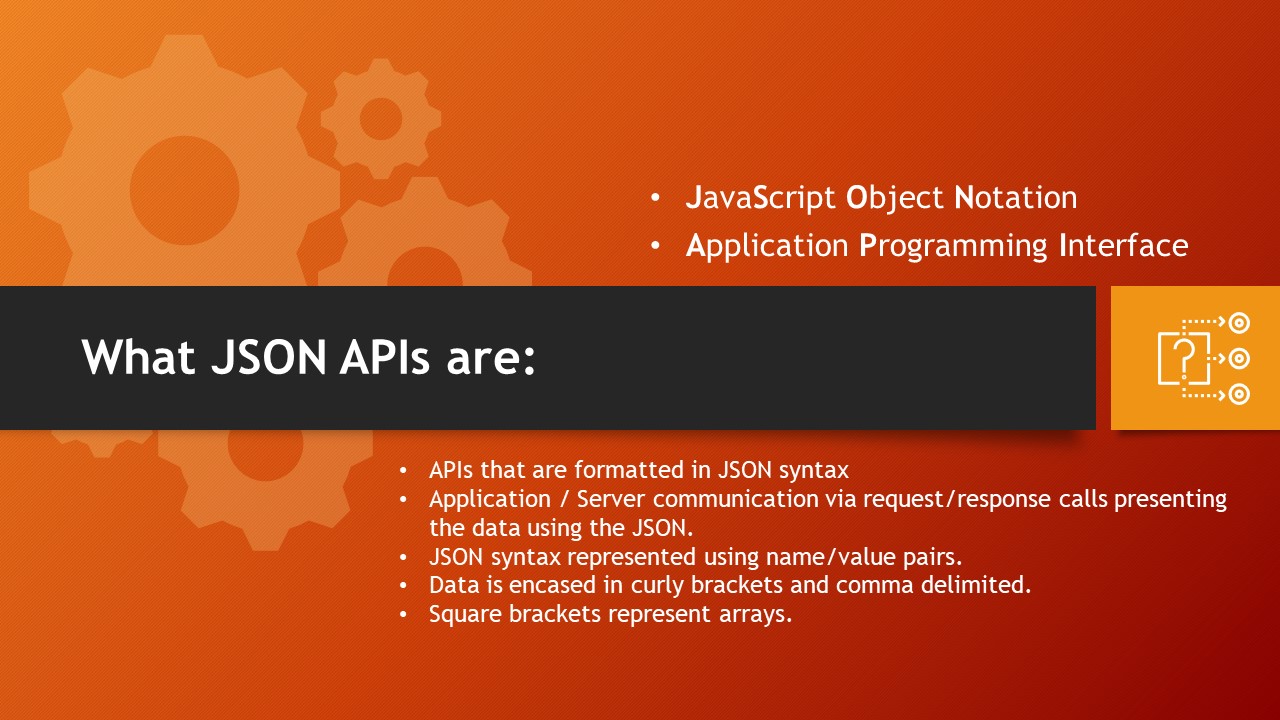 • JavaScript Object Notation
• Application Programming Interface
What JSON APIs are:
• APIs that are formatted in JSON syntax
• Application / Server communication via request/response calls presenting
the data using the JSON.
• JSON syntax represented using name/value pairs.
• Data is encased in curly brackets and comma delimited.
• Square brackets represent arrays.